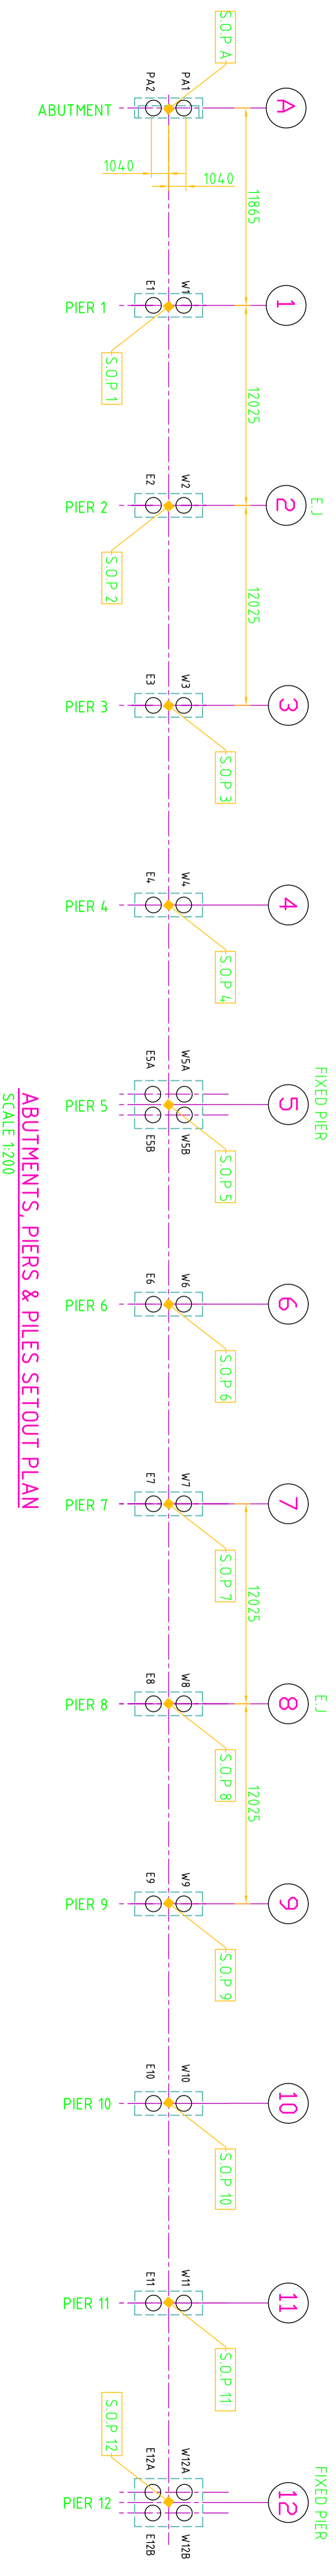 S.O.P A
A
PA2
PA1
ABUTMENT
1040
1040
11865
E1
W1
1
PIER 1
S.O.P 1
12025
E2
W2
2
E.J
PIER 2
S.O.P 2
12025
E3
W3
3
PIER 3
S.O.P 3
E4
W4
4
PIER 4
S.O.P 4
FIXED PIER
E5A
W5A
5
PIER 5
E5B
W5B
S.O.P 5
E6
W6
6
PIER 6
S.O.P 6
E7
W7
7
PIER 7
S.O.P 7
12025
E8
W8
8
E.J
PIER 8
S.O.P 8
12025
E9
W9
9
PIER 9
S.O.P 9
E10
W10
10
PIER 10
S.O.P 10
E11
W11
11
PIER 11
S.O.P 11
S.O.P 12
FIXED PIER
E12A
W12A
12
PIER 12
E12B
W12B
ABUTMENTS, PIERS & PILES SETOUT PLAN
SCALE 1:200